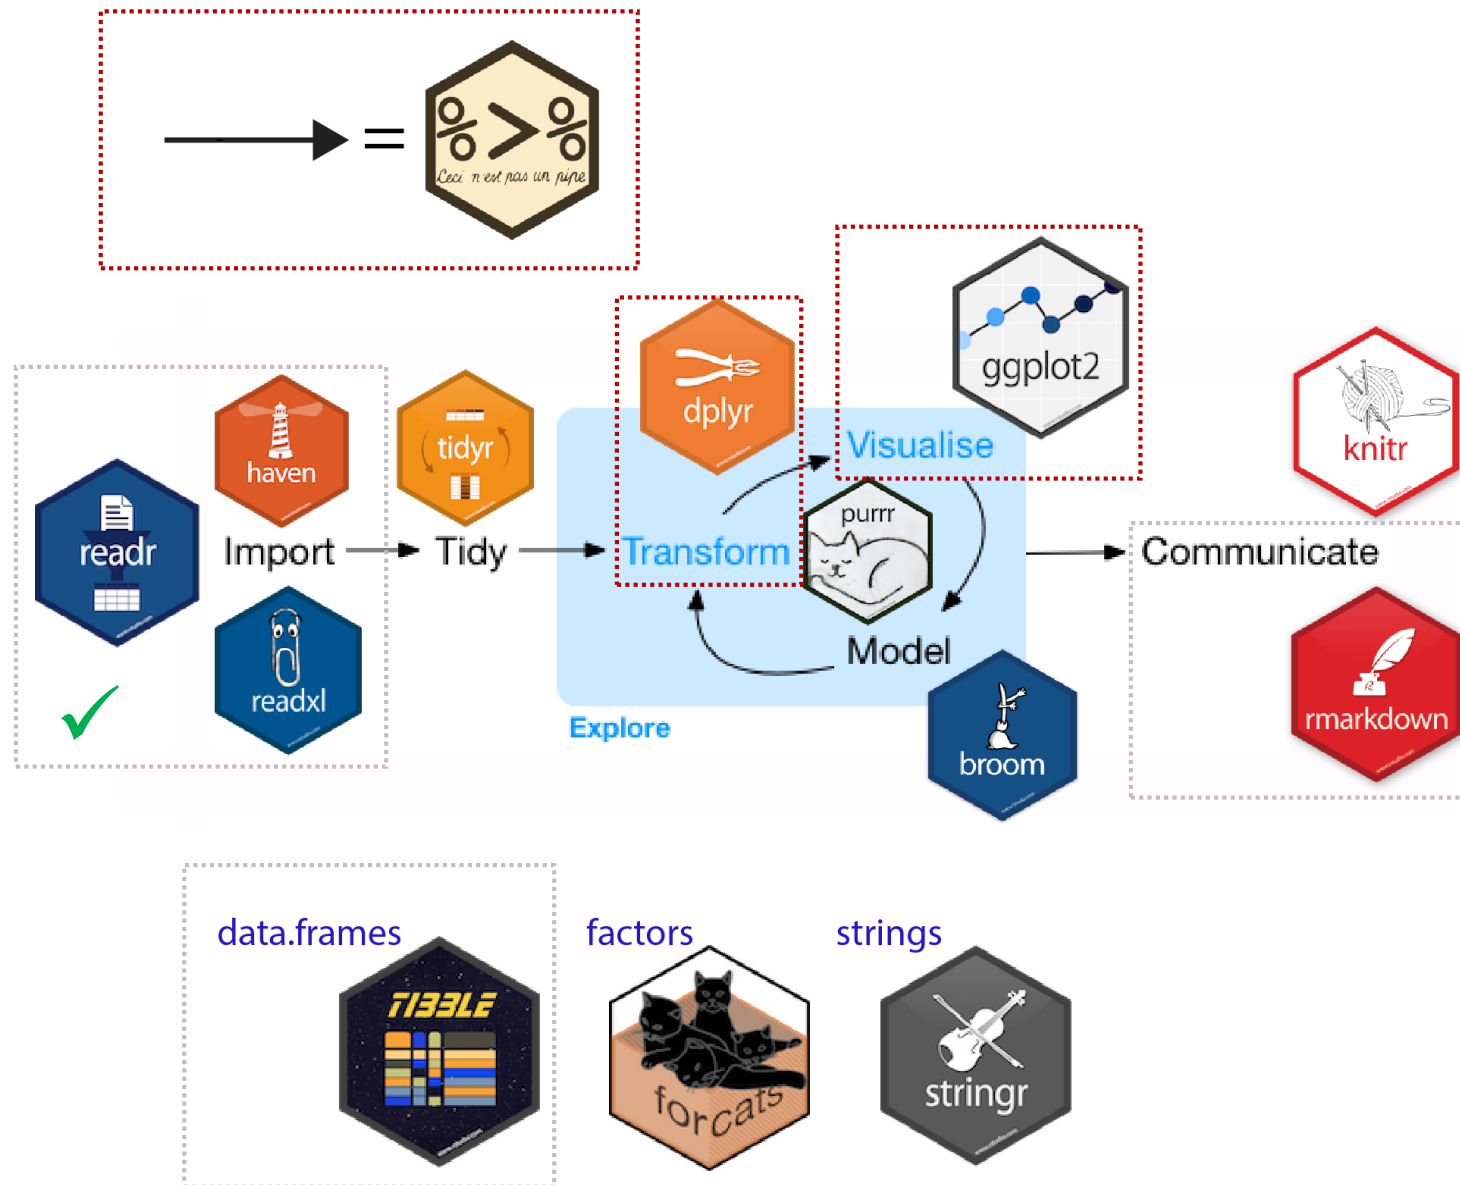 =
%>%
Ceci n'est pas un pipe
ggplot2
dplyr
Visualise
haven
tidyr
knitr
purrr
readr
Import
Tidy
Transform
Communicate
Model
readxl
Explore
broom
rmarkdown
data.frames
factors
strings
TIBBLE
forcats
stringr